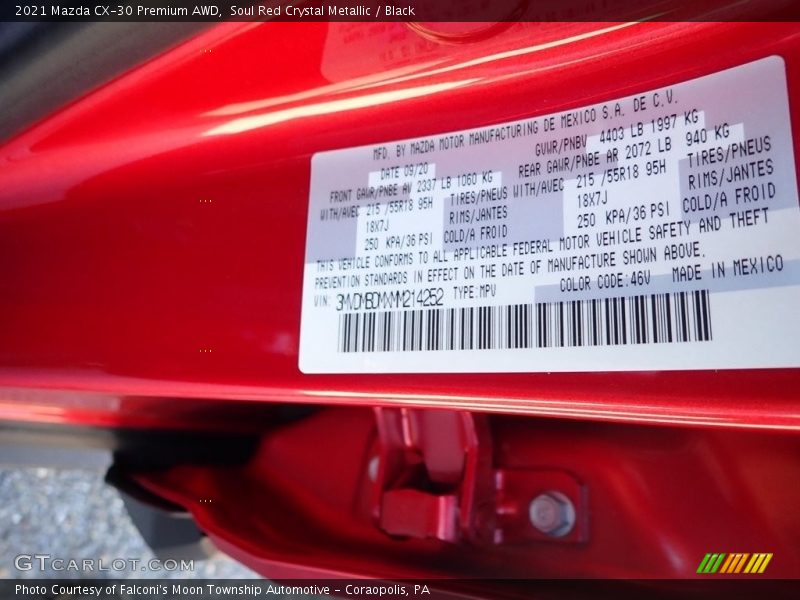 2021 Mazda CX-30 Premium AWD, Soul Red Crystal Metallic / Black
MFD. BY MAZDA MOTOR MANUFACTURING DE MEXICO S.A. DE C.V.
DATE 09/20 GVWR/PNBV 4403 LB 1997 KG
FRONT GAWR/PNBE AV 2337 LB 1060 KG REAR GAWR/PNBE AR 2072 LB 940 KG
WITH/AVEC 215 /55R18 95H TIRES/PNEUS WITH/AVEC 215 /55R18 95H TIRES/PNEUS
18X7J RIMS/JANTES 18X7J RIMS/JANTES
250 KPA/36 PSI COLD/A FROID 250 KPA/36 PSI COLD/A FROID
THIS VEHICLE CONFORMS TO ALL APPLICABLE FEDERAL MOTOR VEHICLE SAFETY AND THEFT
PREVENTION STANDARDS IN EFFECT ON THE DATE OF MANUFACTURE SHOWN ABOVE.
VIN: TYPE:MPV COLOR CODE:46V MADE IN MEXICO
GTCARLOT.COM
Photo Courtesy of Falconi's Moon Township Automotive - Coraopolis, PA